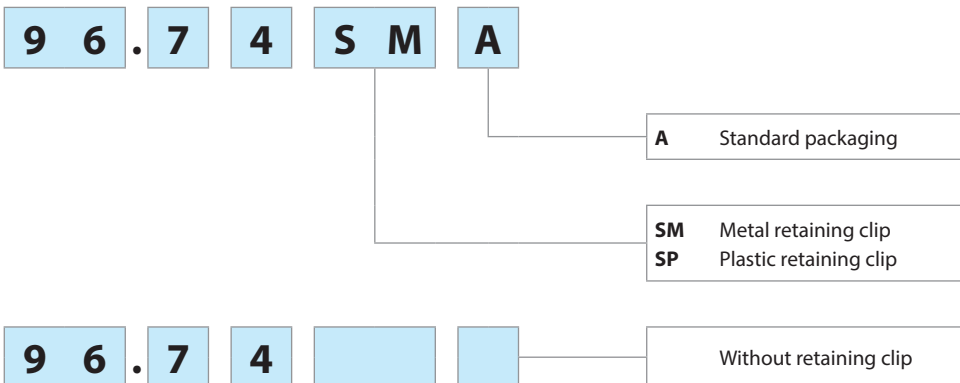 9 6 . 7 4 S M A
A Standard packaging
SM Metal retaining clip
SP Plastic retaining clip
9 6 . 7 4
Without retaining clip